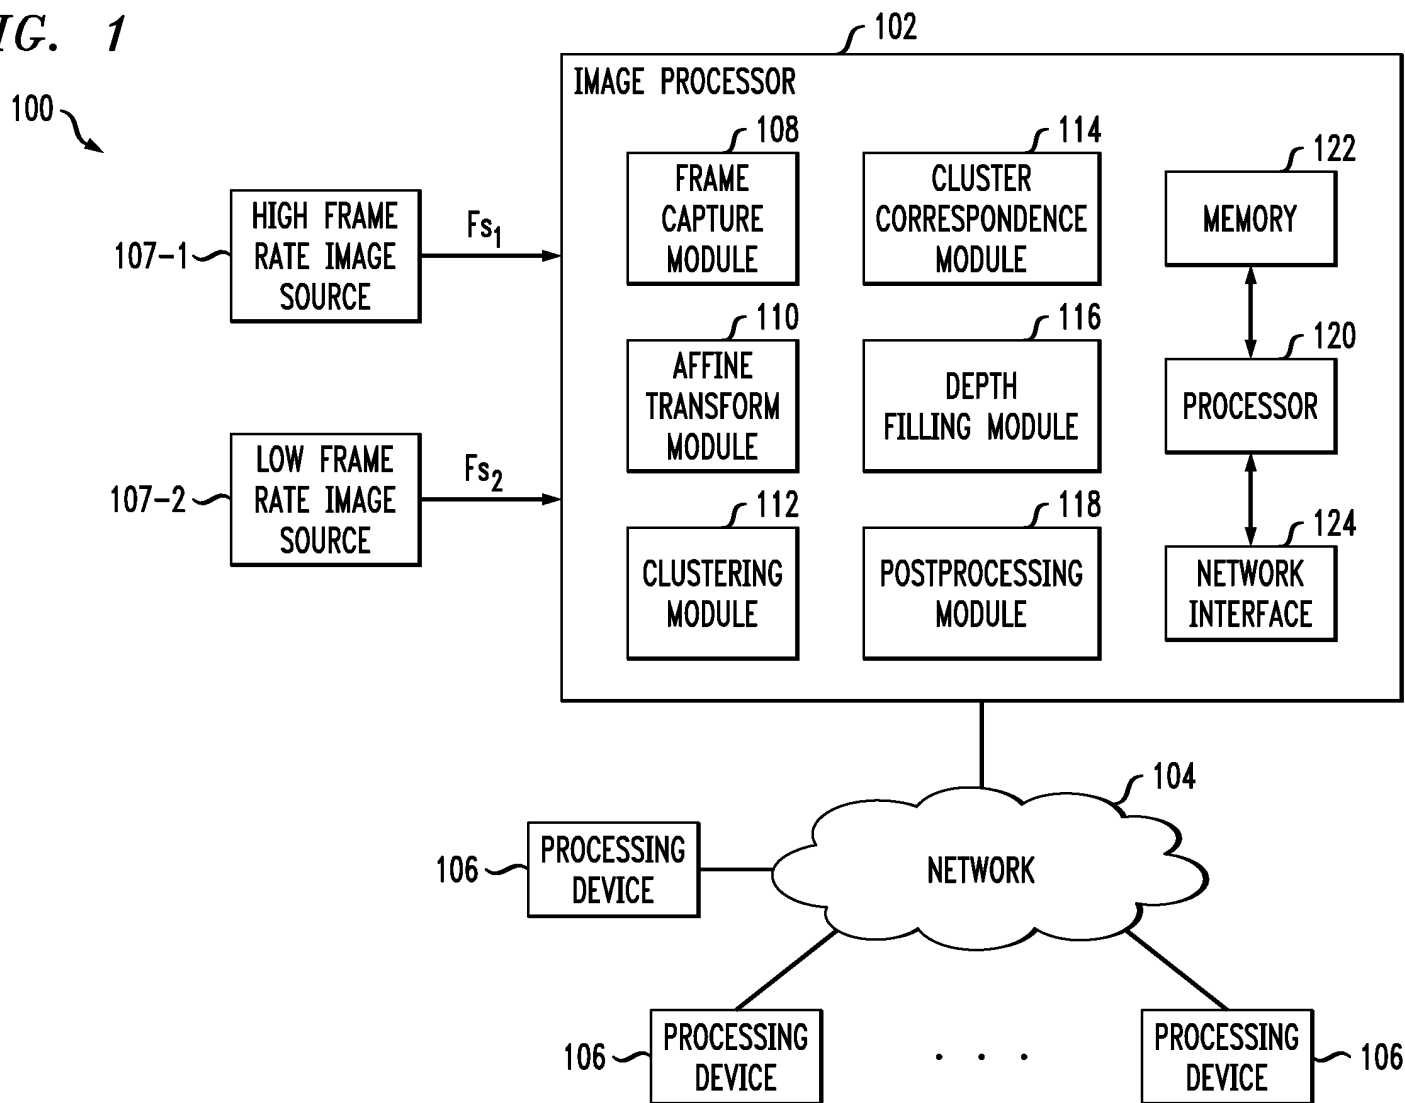 IG. 1
100
102
IMAGE PROCESSOR
108
FRAME
CAPTURE
MODULE
114
CLUSTER
CORRESPONDENCE
MODULE
122
MEMORY
107-1
HIGH FRAME
RATE IMAGE
SOURCE
Fs1
110
AFFINE
TRANSFORM
MODULE
116
DEPTH
FILLING MODULE
120
PROCESSOR
107-2
LOW FRAME
RATE IMAGE
SOURCE
Fs2
112
CLUSTERING
MODULE
118
POSTPROCESSING
MODULE
124
NETWORK
INTERFACE
104
NETWORK
106
PROCESSING
DEVICE
106
PROCESSING
DEVICE
. . .
PROCESSING
DEVICE
106